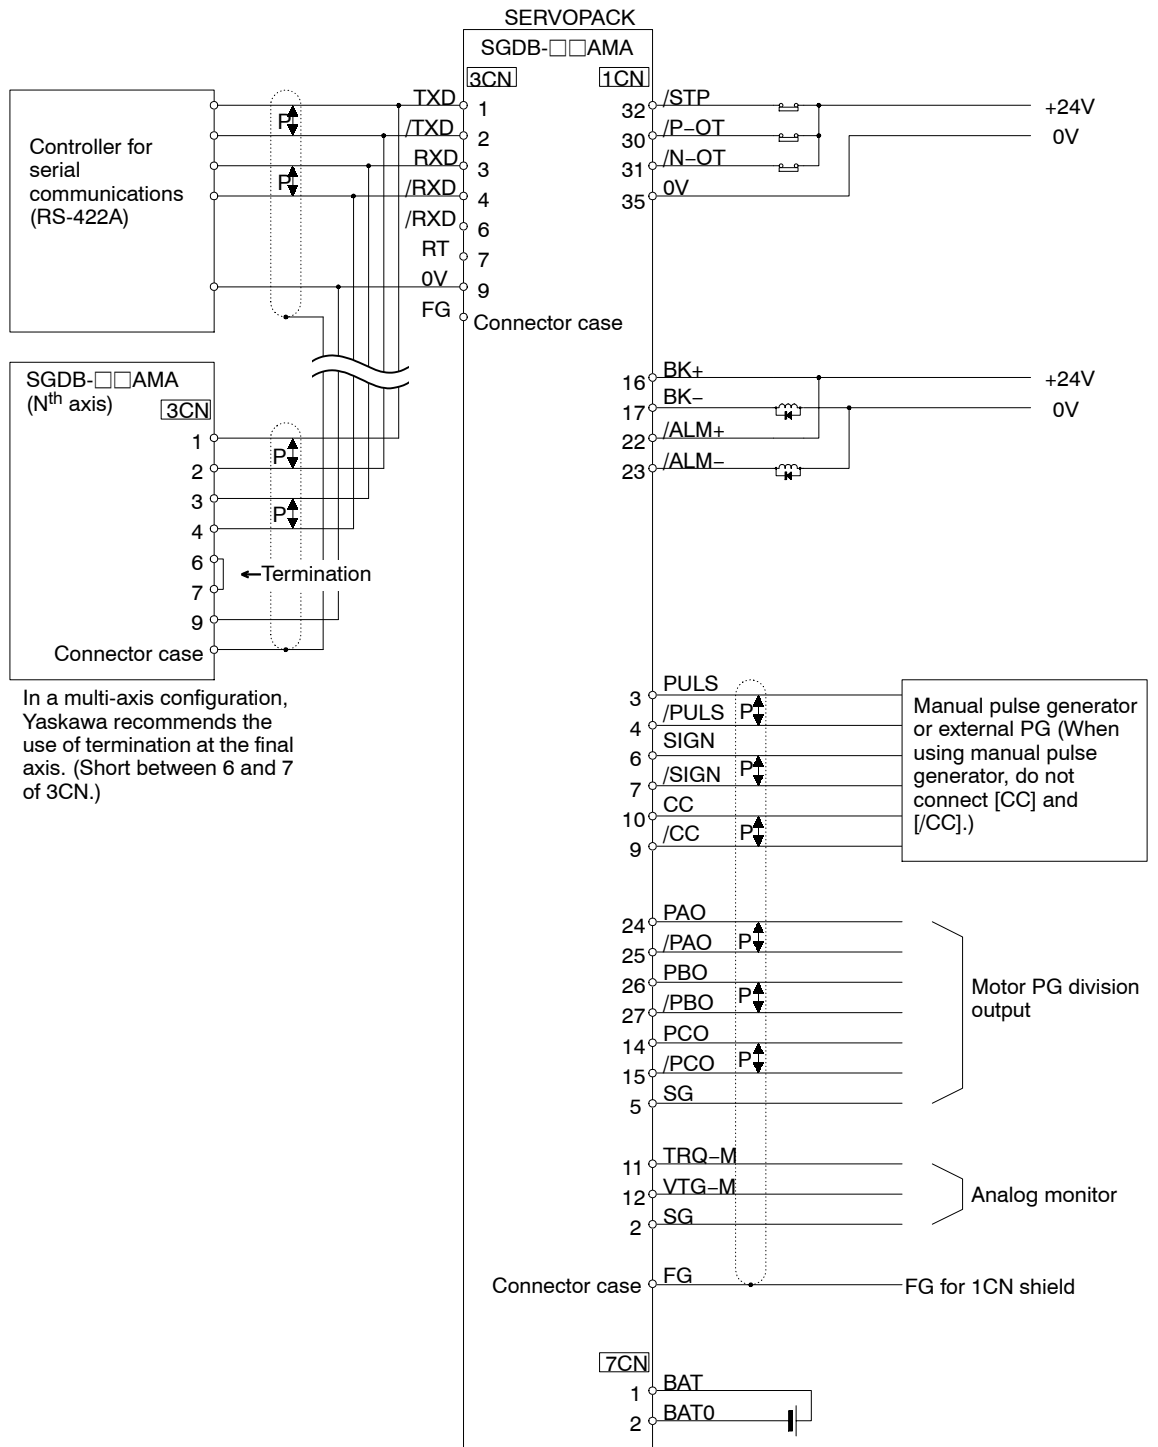 SERVOPACK
SGDB-□□AMA
3CN
1CN
Controller for
serial
communications
(RS-422A)
P
P
TXD
1
/TXD
2
RXD
3
/RXD
4
/RXD
6
RT
7
0V
9
FG
Connector case
32
/STP
30
/P−OT
31
/N−OT
35
0V
+24V
0V
16
BK+
17
BK−
22
/ALM+
23
/ALM−
+24V
0V
SGDB-□□AMA
(Nth axis)
3CN
1
2
3
4
6
7
9
Connector case
P
P
Termination
In a multi-axis configuration,
Yaskawa recommends the
use of termination at the final
axis. (Short between 6 and 7
of 3CN.)
3
PULS
4
/PULS
P
6
SIGN
7
/SIGN
P
10
CC
9
/CC
P
Manual pulse generator
or external PG (When
using manual pulse
generator, do not
connect [CC] and
[/CC].)
24
PAO
25
/PAO
P
26
PBO
27
/PBO
P
14
PCO
15
/PCO
P
5
SG
Motor PG division
output
11
TRQ−M
12
VTG−M
2
SG
Analog monitor
Connector case
FG
FG for 1CN shield
7CN
1
BAT
2
BAT0